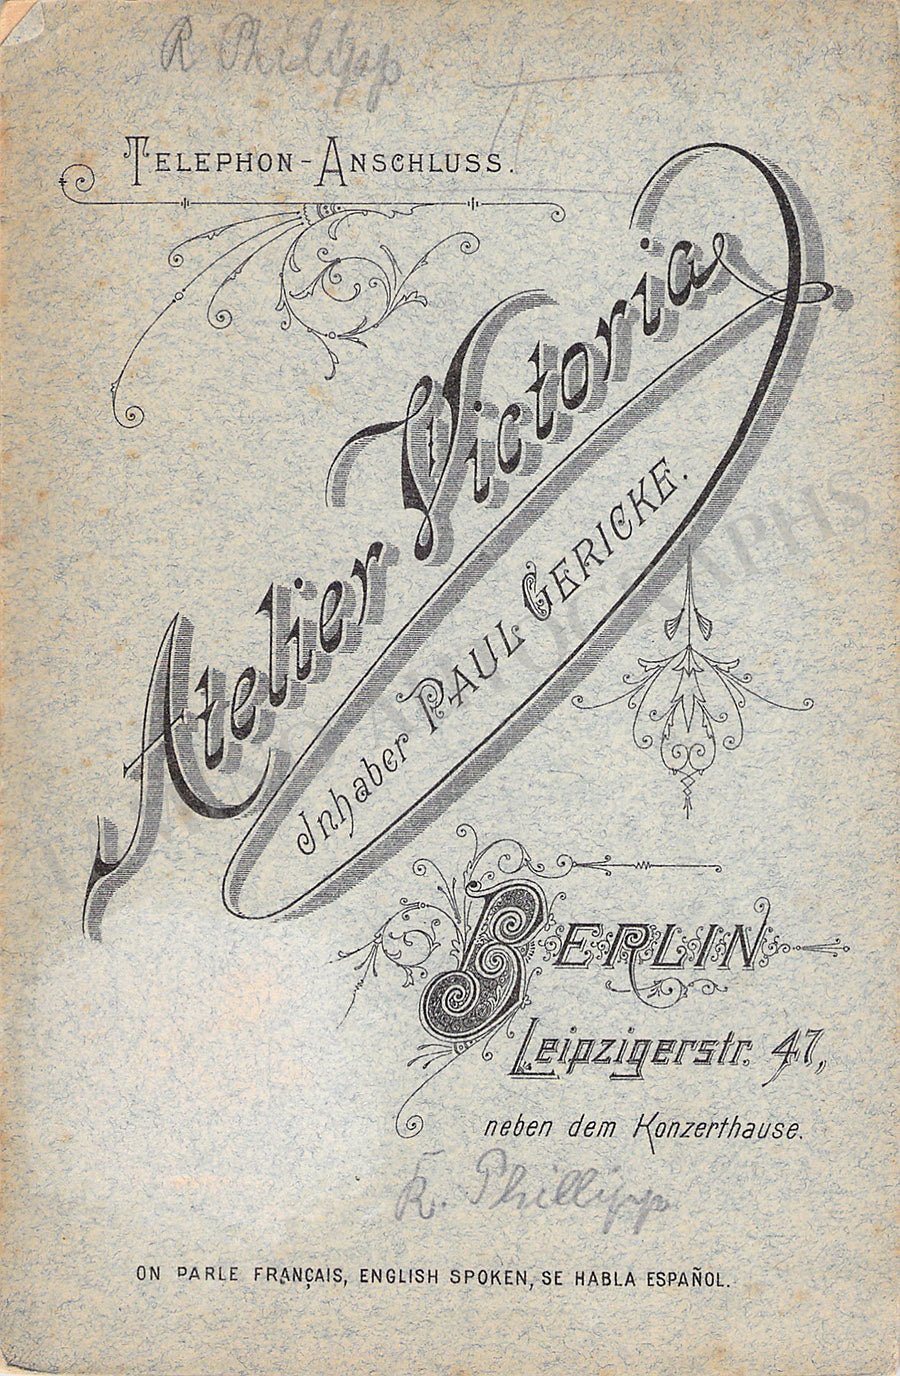 R Philipp
TELEPHON-ANSCHLUSS.
Atelier Victoria
Inhaber PAUL GERICKE.
BERLIN
Leipzigerstr. 47,
neben dem Konzerthause.
K. Phillipp
ON PARLE FRANÇAIS, ENGLISH SPOKEN, SE HABLA ESPAÑOL.